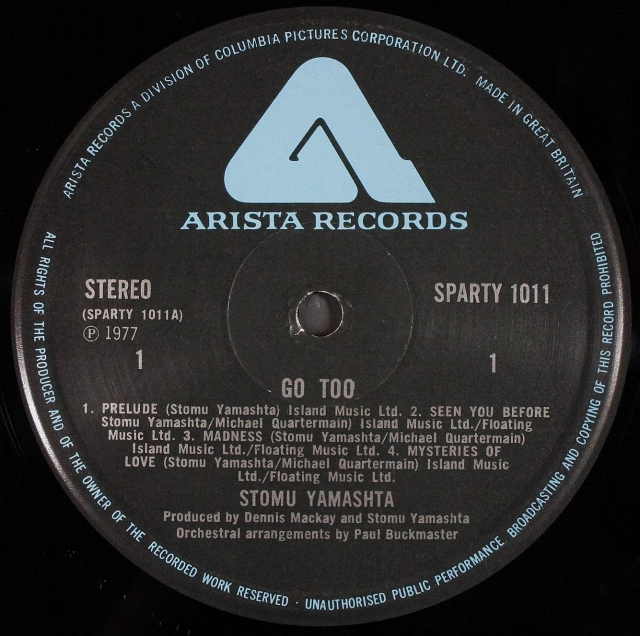 ARISTA RECORDS A DIVISION OF COLUMBIA PICTURES CORPORATION LTD. MADE IN GREAT BRITAIN
ARISTA RECORDS
STEREO
(SPARTY 1011A)
℗ 1977
1
SPARTY 1011
1
GO TOO
1. PRELUDE (Stomu Yamashta) Island Music Ltd. 2. SEEN YOU BEFORE
Stomu Yamashta/Michael Quartermain) Island Music Ltd./Floating
Music Ltd. 3. MADNESS (Stomu Yamashta/Michael Quartermain)
Island Music Ltd./Floating Music Ltd. 4. MYSTERIES OF
LOVE (Stomu Yamashta/Michael Quartermain) Island Music
Ltd./Floating Music Ltd.
STOMU YAMASHTA
Produced by Dennis Mackay and Stomu Yamashta
Orchestral arrangements by Paul Buckmaster
ALL RIGHTS OF THE PRODUCER AND OF THE OWNER OF THE RECORDED WORK RESERVED · UNAUTHORISED PUBLIC PERFORMANCE BROADCASTING AND COPYING OF THIS RECORD PROHIBITED